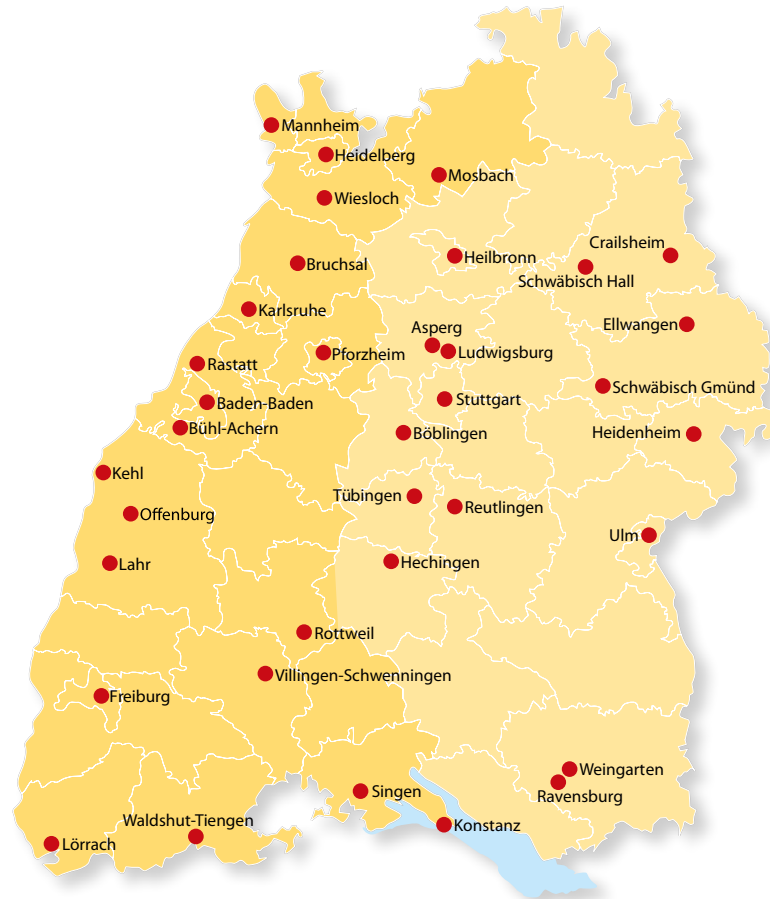 Mannheim
Heidelberg
Mosbach
Wiesloch
Crailsheim
Heilbronn
Bruchsal
Schwäbisch Hall
Karlsruhe
Ellwangen
Asperg
Ludwigsburg
Pforzheim
Rastatt
Schwäbisch Gmünd
Stuttgart
Baden-Baden
Bühl-Achern
Böblingen
Heidenheim
Kehl
Tübingen
Reutlingen
Offenburg
Ulm
Lahr
Hechingen
Rottweil
Villingen-Schwenningen
Freiburg
Weingarten
Singen
Ravensburg
Waldshut-Tiengen
Konstanz
Lörrach